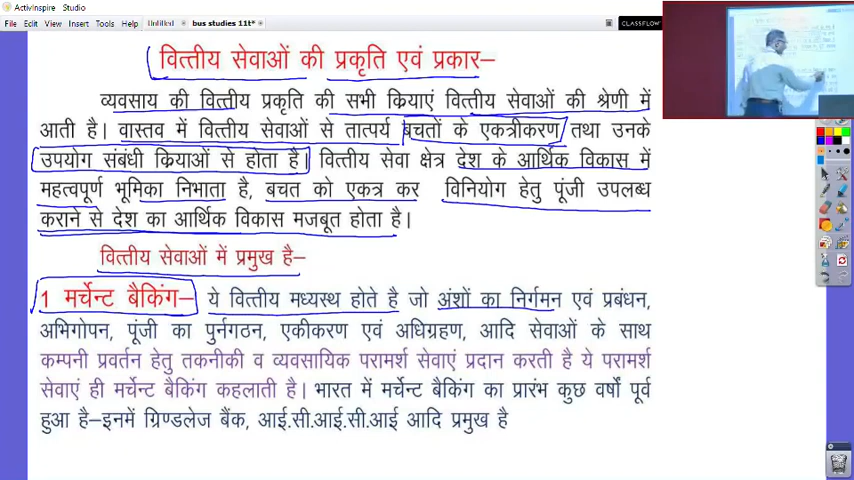 ActivInspire Studio
File Edit View Insert Tools Help Untitled bus studies 11t* CLASSFLOW
वित्तीय सेवाओं की प्रकृति एवं प्रकार–
व्यवसाय की वित्तीय प्रकृति की सभी क्रियाएं वित्तीय सेवाओं की श्रेणी में
आती है। वास्तव में वित्तीय सेवाओं से तात्पर्य बचतों के एकत्रीकरण तथा उनके
उपयोग संबंधी क्रियाओं से होता है। वित्तीय सेवा क्षेत्र देश के आर्थिक विकास में
महत्वपूर्ण भूमिका निभाता है, बचत को एकत्र कर विनियोग हेतु पूंजी उपलब्ध
कराने से देश का आर्थिक विकास मजबूत होता है।
वित्तीय सेवाओं में प्रमुख है–
1 मर्चेन्ट बैकिंग– ये वित्तीय मध्यस्थ होते है जो अंशों का निर्गमन एवं प्रबंधन,
अभिगोपन, पूंजी का पुर्नगठन, एकीकरण एवं अधिग्रहण, आदि सेवाओं के साथ
कम्पनी प्रवर्तन हेतु तकनीकी व व्यवसायिक परामर्श सेवाएं प्रदान करती है ये परामर्श
सेवाएं ही मर्चेन्ट बैकिंग कहलाती है। भारत में मर्चेन्ट बैकिंग का प्रारंभ कुछ वर्षों पूर्व
हुआ है–इनमें ग्रिण्डलेज बैंक, आई.सी.आई.सी.आई आदि प्रमुख है